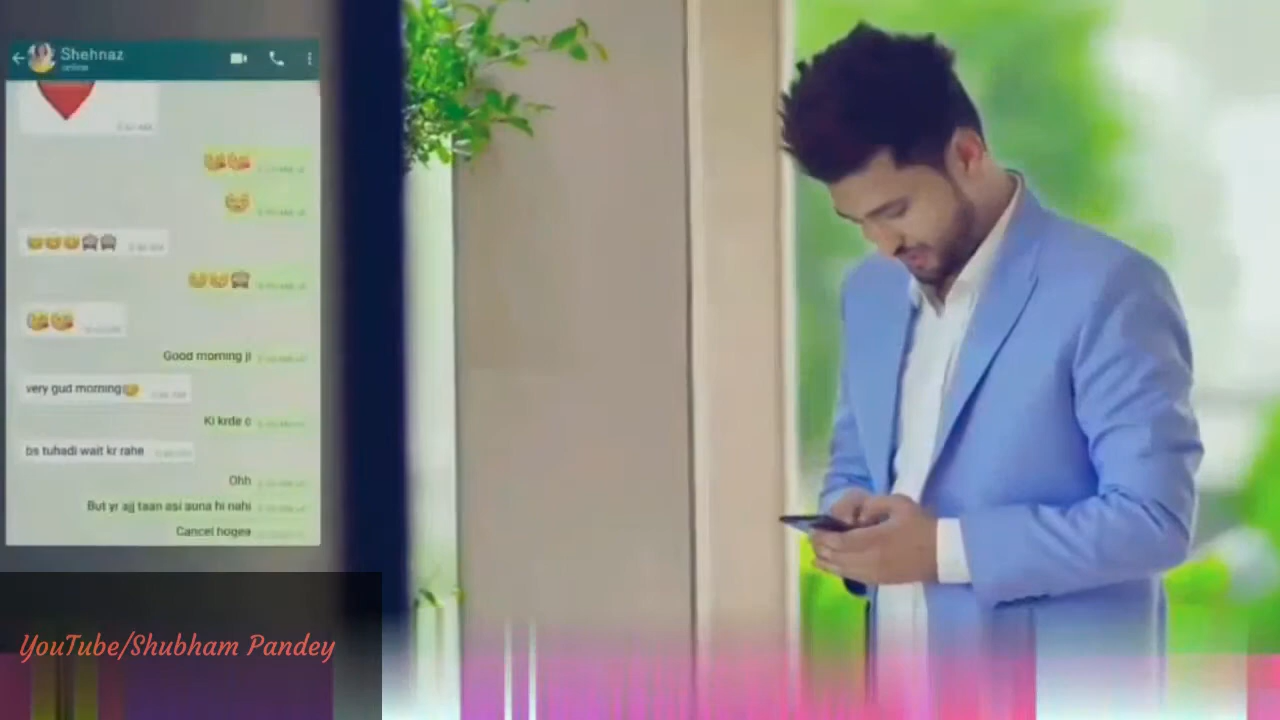 Shehnaz
online
Good morning ji
very gud morning
Ki krde o
bs tuhadi wait kr rahe
Ohh
But yr ajj taan asi auna hi nahi
Cancel hogea
YouTube/Shubham Pandey